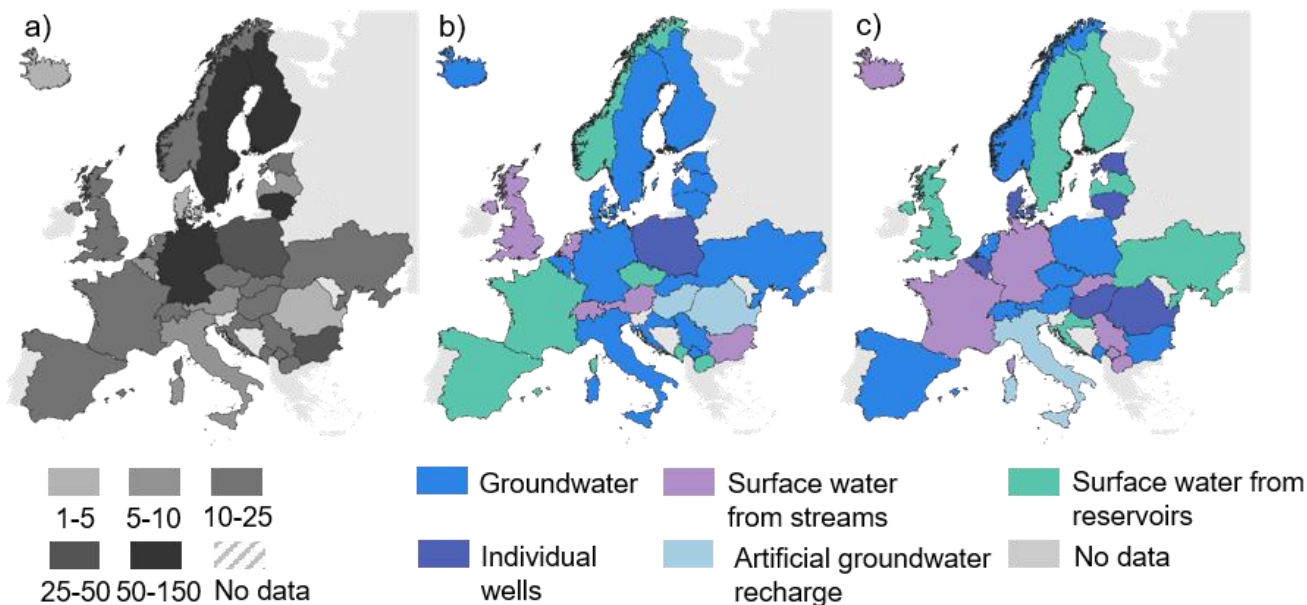 a)
b)
c)
1-5 5-10 10-25
25-50 50-150 No data
Groundwater
Surface water
from streams
Surface water from
reservoirs
Individual
wells
Artificial groundwater
recharge
No data